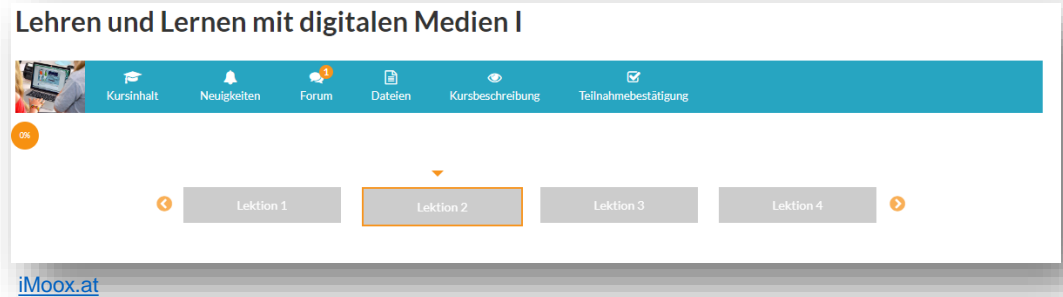 Lehren und Lernen mit digitalen Medien I
1
Kursinhalt Neuigkeiten Forum Dateien Kursbeschreibung Teilnahmebestätigung
0%
Lektion 1 Lektion 2 Lektion 3 Lektion 4
iMoox.at